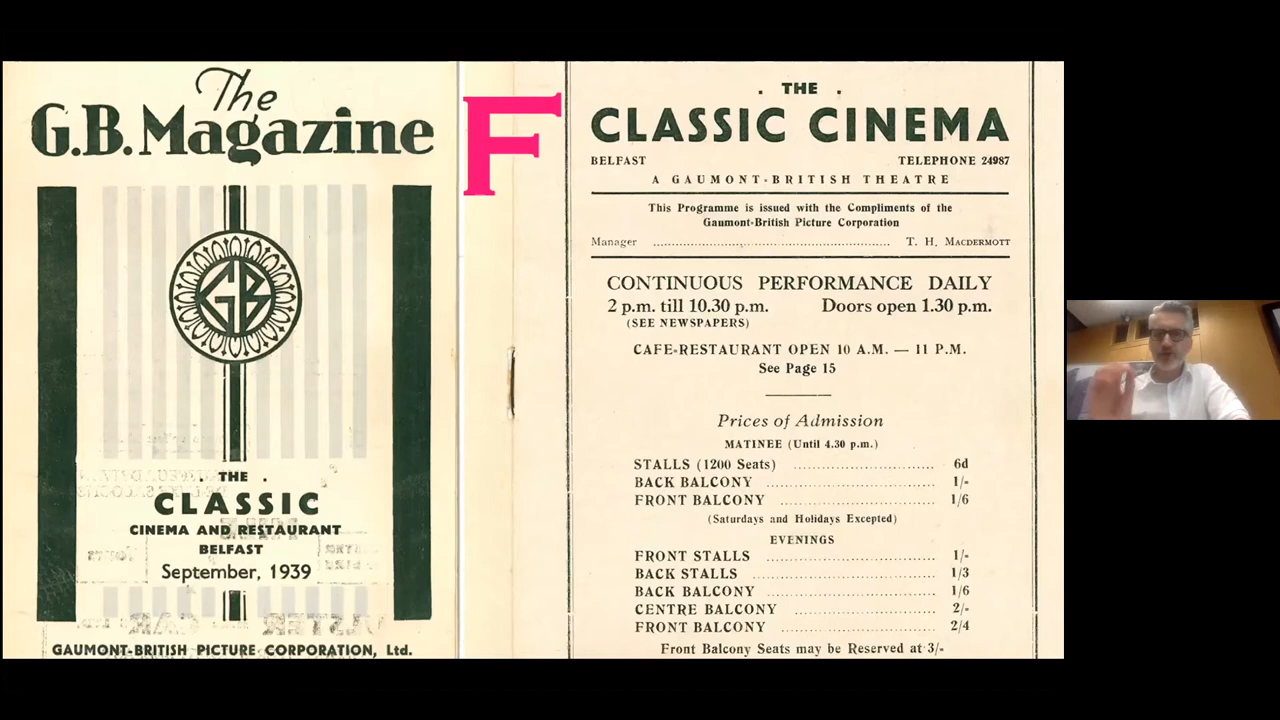 The
G.B. Magazine
GB
. THE .
CLASSIC
CINEMA AND RESTAURANT
BELFAST
September, 1939
GAUMONT-BRITISH PICTURE CORPORATION, Ltd.
F
. THE .
CLASSIC CINEMA
BELFAST TELEPHONE 24987
A GAUMONT-BRITISH THEATRE
This Programme is issued with the Compliments of the
Gaumont-British Picture Corporation
Manager ........................................ T. H. MACDERMOTT
CONTINUOUS PERFORMANCE DAILY
2 p.m. till 10.30 p.m. Doors open 1.30 p.m.
(SEE NEWSPAPERS)
CAFE-RESTAURANT OPEN 10 A.M. — 11 P.M.
See Page 15
Prices of Admission
MATINEE (Until 4.30 p.m.)
STALLS (1200 Seats) ........................ 6d
BACK BALCONY ........................ 1/-
FRONT BALCONY ........................ 1/6
(Saturdays and Holidays Excepted)
EVENINGS
FRONT STALLS ........................ 1/-
BACK STALLS ........................ 1/3
BACK BALCONY ........................ 1/6
CENTRE BALCONY ........................ 2/-
FRONT BALCONY ........................ 2/4
Front Balcony Seats may be Reserved at 3/-